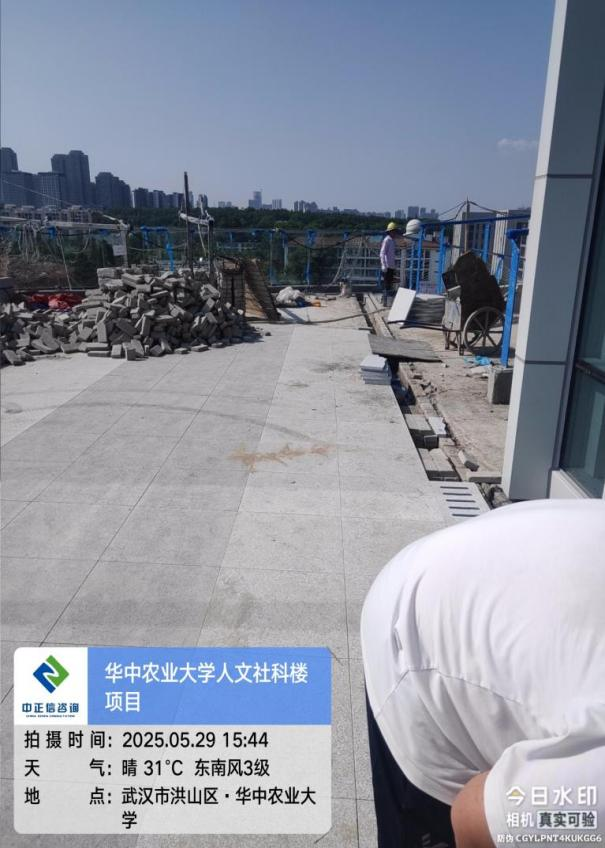 中正信咨询
CHINA ZENXN CONSULTATION
华中农业大学人文社科楼
项目
拍摄时间：2025.05.29 15:44
天 气：晴 31℃ 东南风3级
地 点：武汉市洪山区·华中农业大
学
今日水印
相机 真实可验
防伪 CGYLPNT4KUKGG6